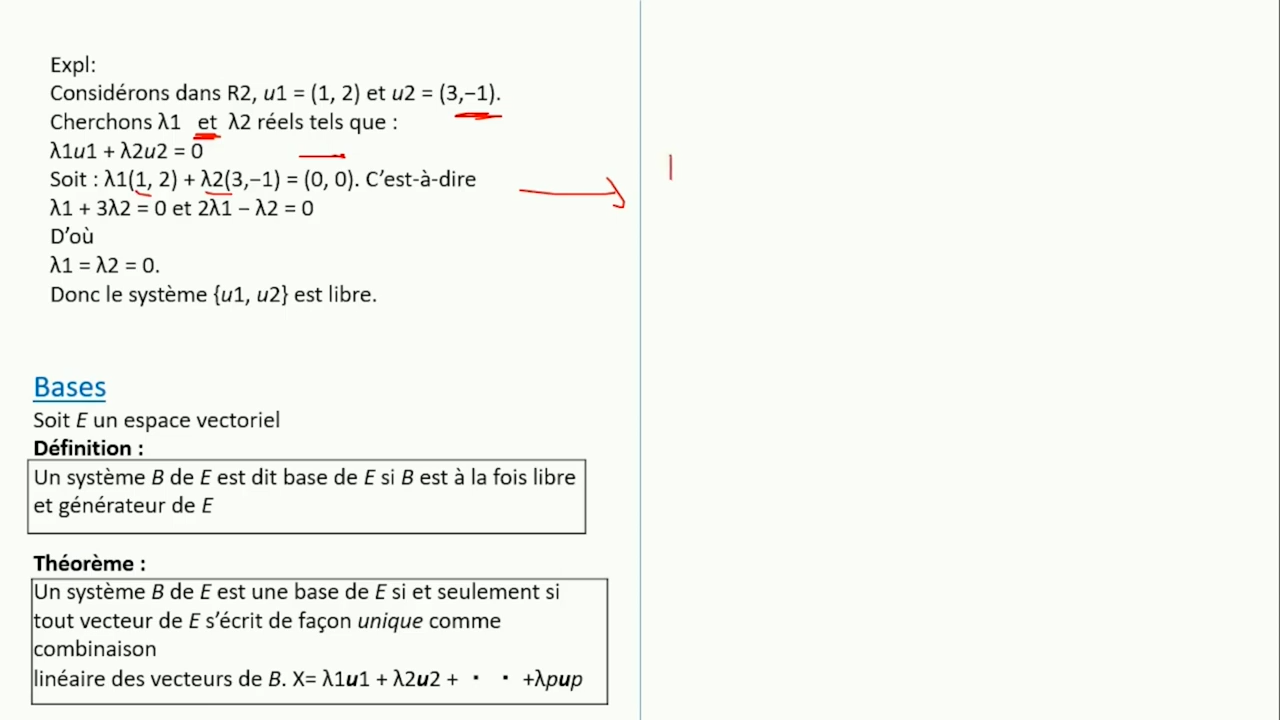 Expl:
Considérons dans R2, u1 = (1, 2) et u2 = (3,−1).
Cherchons λ1 et λ2 réels tels que :
λ1u1 + λ2u2 = 0
Soit : λ1(1, 2) + λ2(3,−1) = (0, 0). C’est-à-dire
λ1 + 3λ2 = 0 et 2λ1 − λ2 = 0
D’où
λ1 = λ2 = 0.
Donc le système {u1, u2} est libre.
Bases
Soit E un espace vectoriel
Définition :
Un système B de E est dit base de E si B est à la fois libre
et générateur de E
Théorème :
Un système B de E est une base de E si et seulement si
tout vecteur de E s’écrit de façon unique comme
combinaison
linéaire des vecteurs de B. X= λ1u1 + λ2u2 + · · +λpup